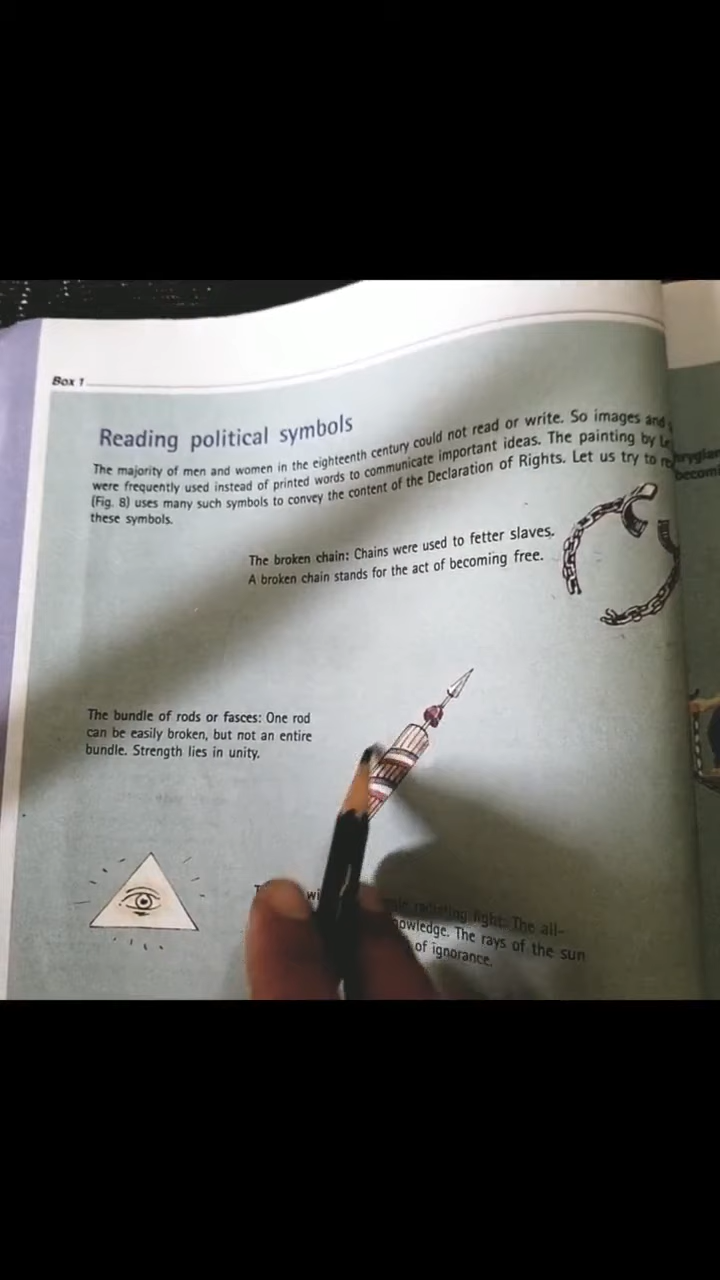 Box 1
Reading political symbols
The majority of men and women in the eighteenth century could not read or write. So images and
were frequently used instead of printed words to communicate important ideas. The painting by Le
(Fig. 8) uses many such symbols to convey the content of the Declaration of Rights. Let us try to
these symbols.
The broken chain: Chains were used to fetter slaves.
A broken chain stands for the act of becoming free.
The bundle of rods or fasces: One rod
can be easily broken, but not an entire
bundle. Strength lies in unity.
radiating light: The all-
The rays of the sun
of ignorance.